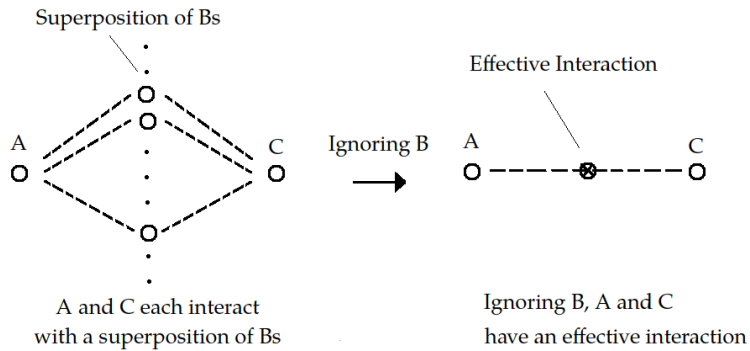 Superposition of Bs
A
C
A and C each interact
with a superposition of Bs
Ignoring B
Effective Interaction
A
C
Ignoring B, A and C
have an effective interaction